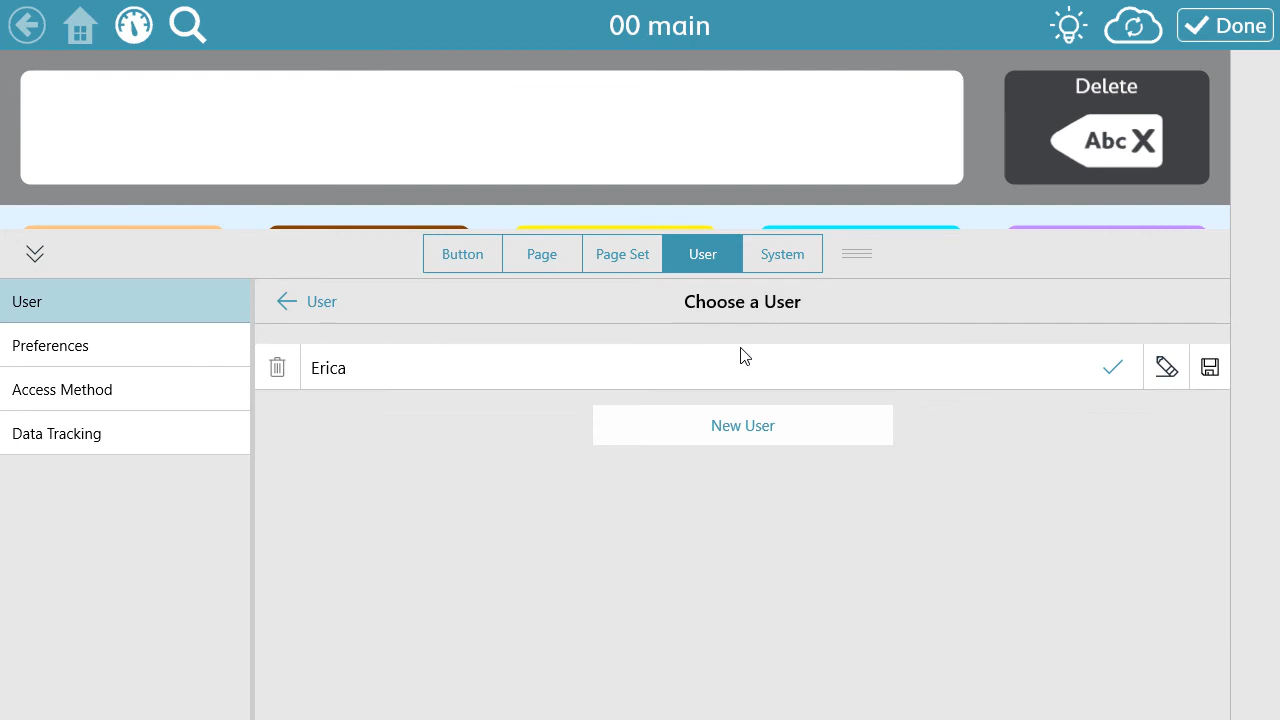 00 main
Done
Delete
Abc X
Button
Page
Page Set
User
System
User
Preferences
Access Method
Data Tracking
User
Choose a User
Erica
New User